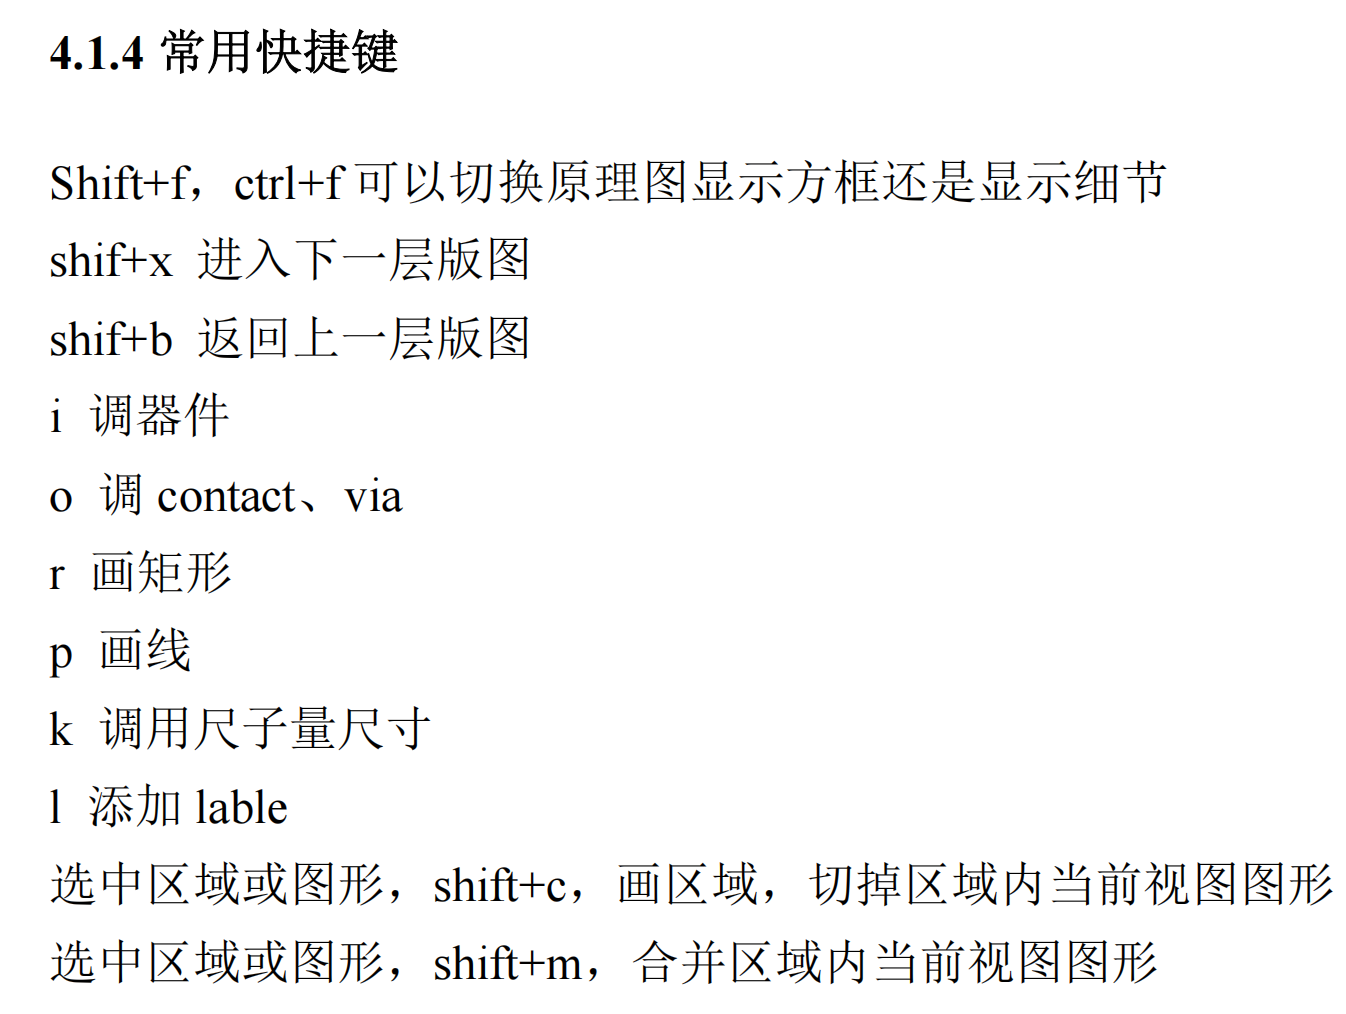 4.1.4 常用快捷键
Shift+f，ctrl+f 可以切换原理图显示方框还是显示细节
shif+x 进入下一层版图
shif+b 返回上一层版图
i 调器件
o 调 contact、via
r 画矩形
p 画线
k 调用尺子量尺寸
l 添加 lable
选中区域或图形，shift+c，画区域，切掉区域内当前视图图形
选中区域或图形，shift+m，合并区域内当前视图图形